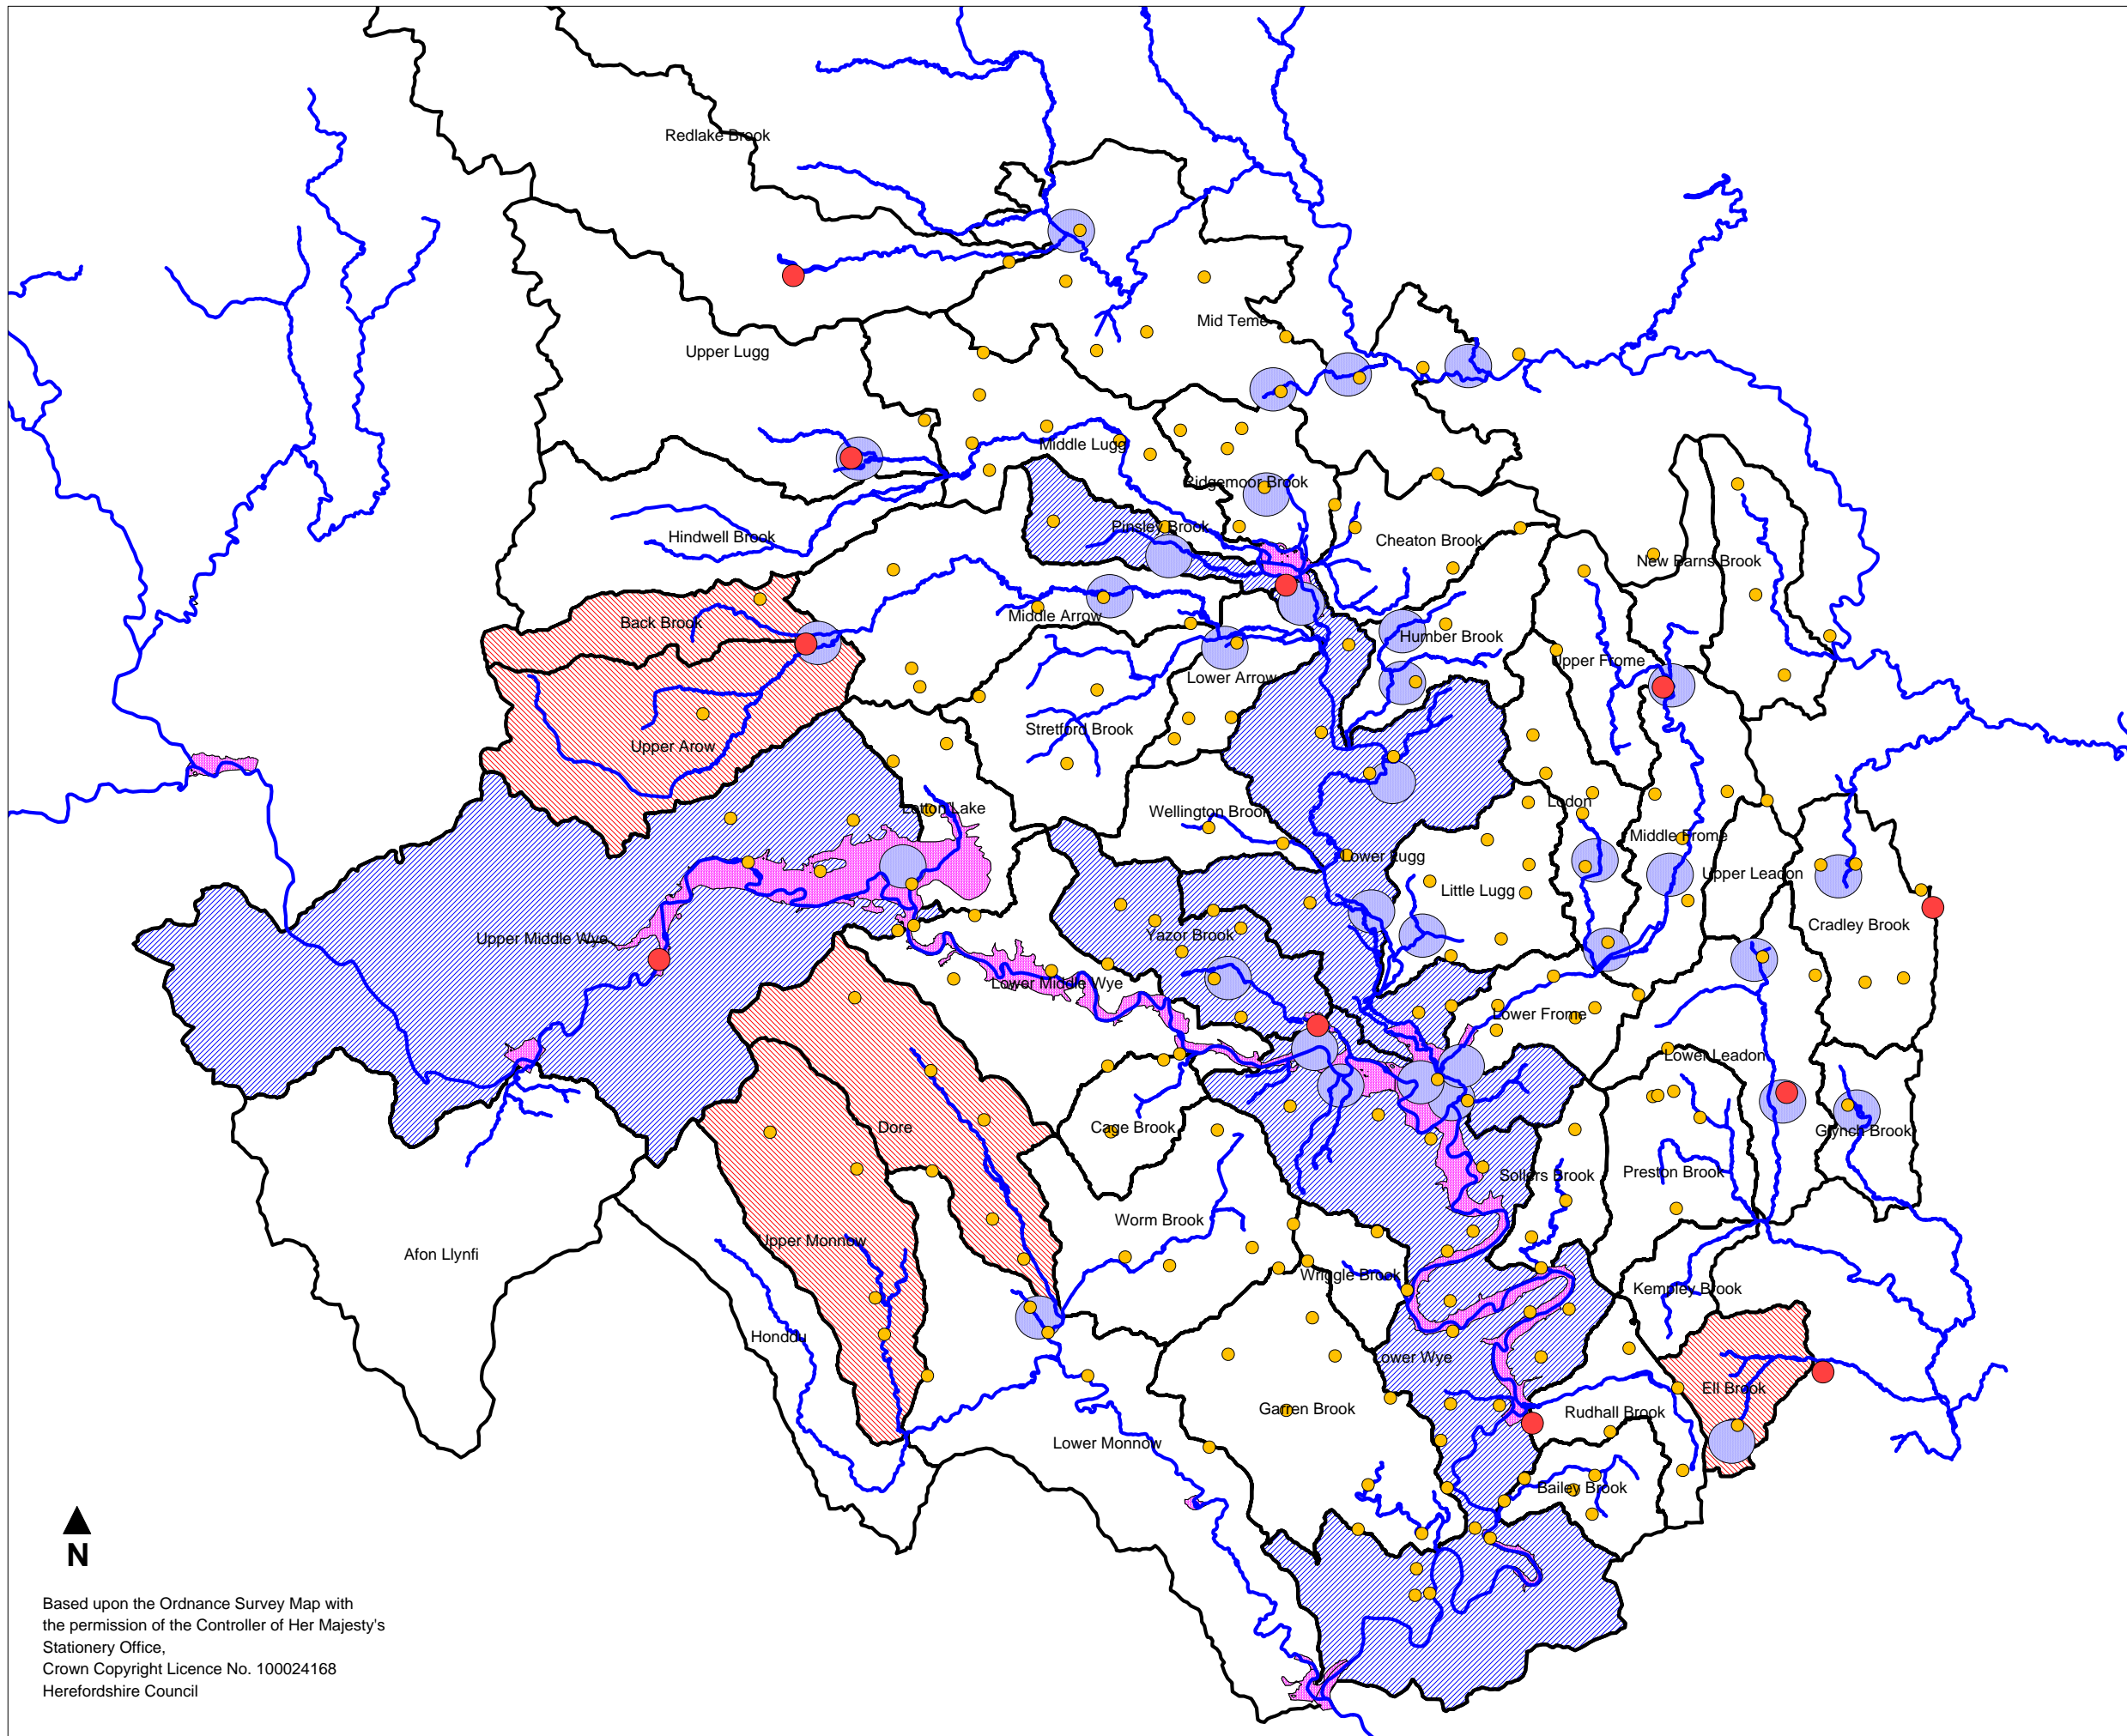 Redlake Brook
Mid Teme
Upper Lugg
Middle Lugg
Ridgemoor Brook
Pinsley Brook
Hindwell Brook
Cheaton Brook
New Barns Brook
Middle Arrow
Back Brook
Humber Brook
Upper Frome
Lower Arrow
Stretford Brook
Upper Arow
Letton Lake
Wellington Brook
Lodon
Middle Frome
Lower Lugg
Upper Leadon
Little Lugg
Cradley Brook
Yazor Brook
Upper Middle Wye
Lower Middle Wye
Lower Frome
Lower Leadon
Dore
Cage Brook
Glynch Brook
Sollers Brook
Preston Brook
Worm Brook
Upper Monnow
Afon Llynfi
Wriggle Brook
Kempley Brook
Honddu
Lower Wye
Ell Brook
Garren Brook
Rudhall Brook
Lower Monnow
Bailey Brook
N
Based upon the Ordnance Survey Map with
the permission of the Controller of Her Majesty's
Stationery Office,
Crown Copyright Licence No. 100024168
Herefordshire Council